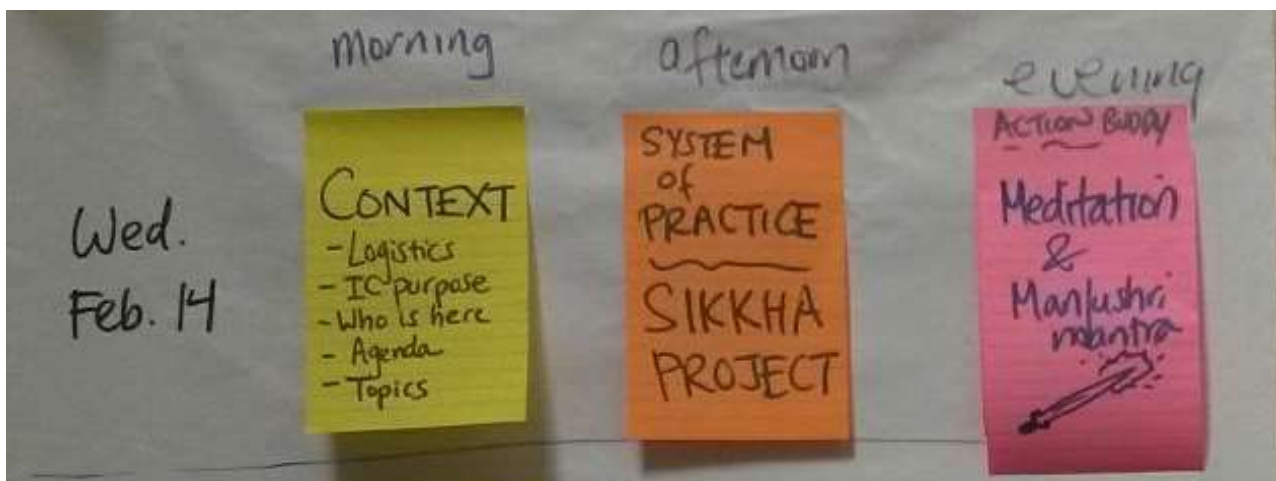 morning
afternoon
evening
Wed.
Feb. 14
CONTEXT
- Logistics
- IC purpose
- Who is here
- Agenda
- Topics
SYSTEM
of
PRACTICE
SIKKHA
PROJECT
ACTION BUDDY
Meditation
&
Manjushri
mantra